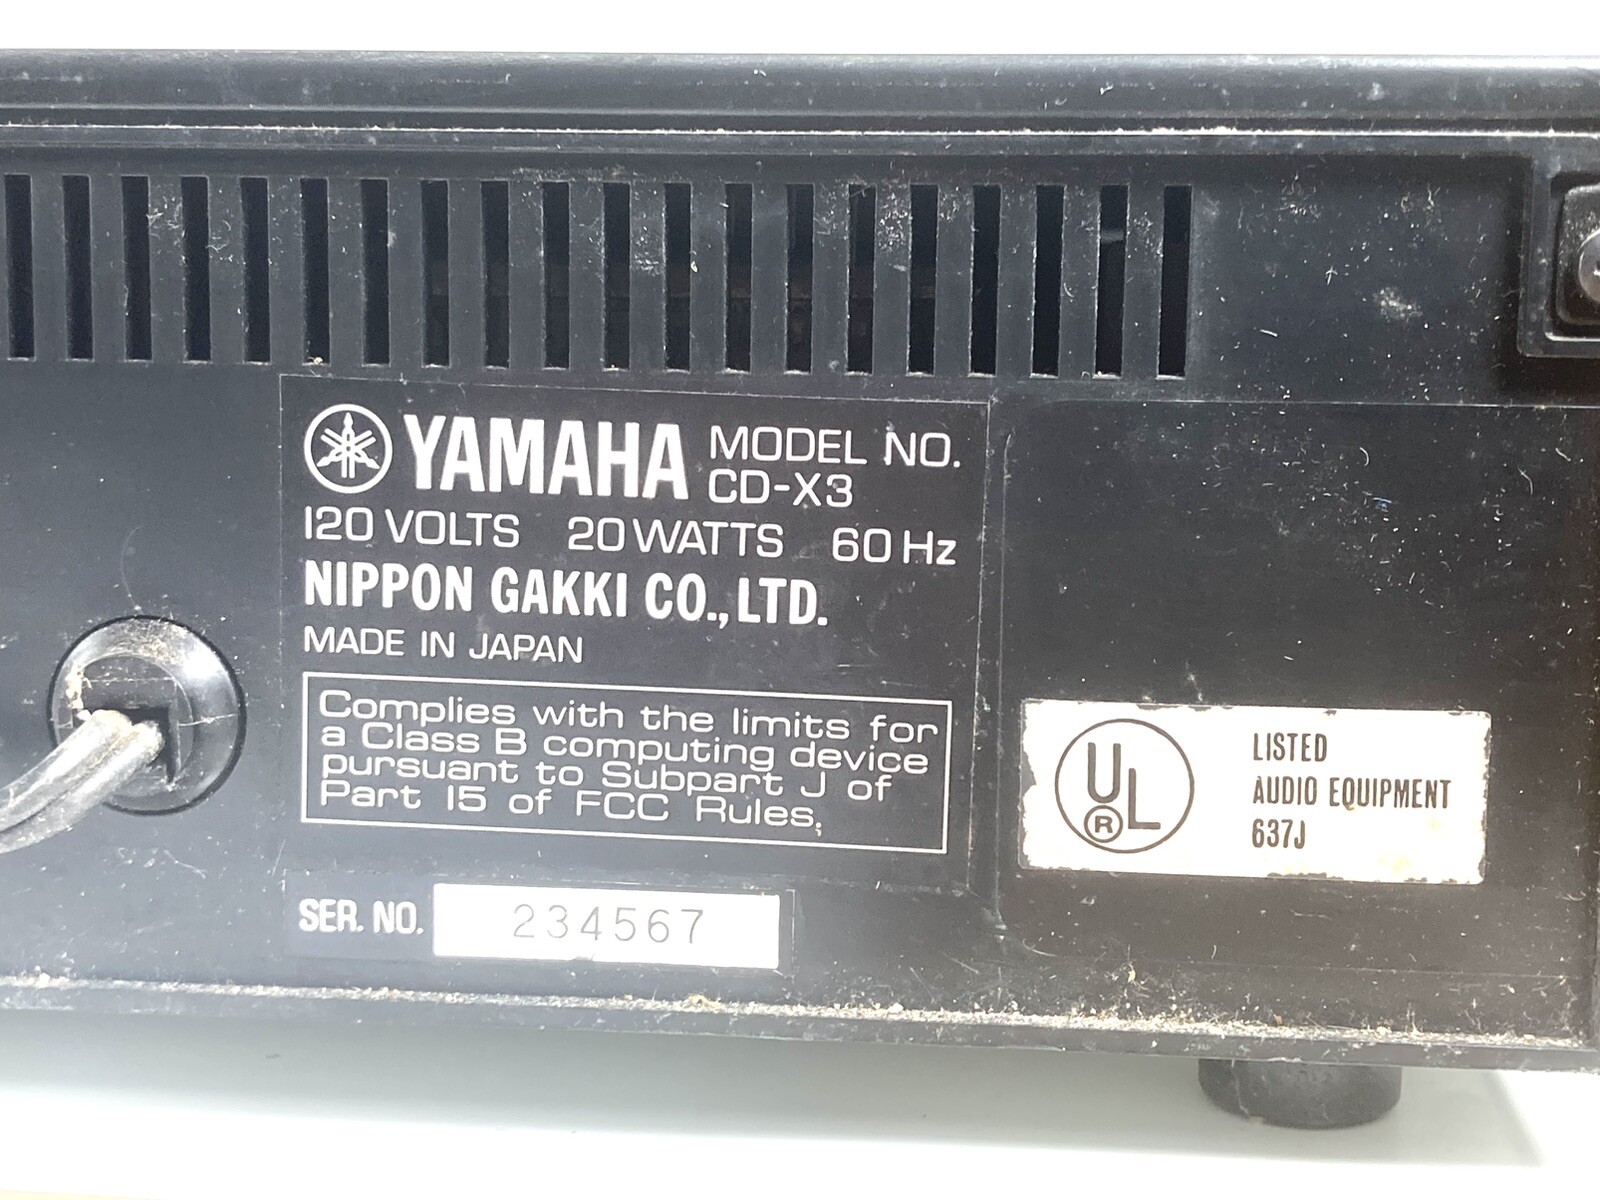 YAMAHA MODEL NO.
CD-X3
120 VOLTS 20 WATTS 60 Hz
NIPPON GAKKI CO., LTD.
MADE IN JAPAN
Complies with the limits for
a Class B computing device
pursuant to Subpart J of
Part 15 of FCC Rules.
SER. NO. 234567
UL
®
LISTED
AUDIO EQUIPMENT
637J